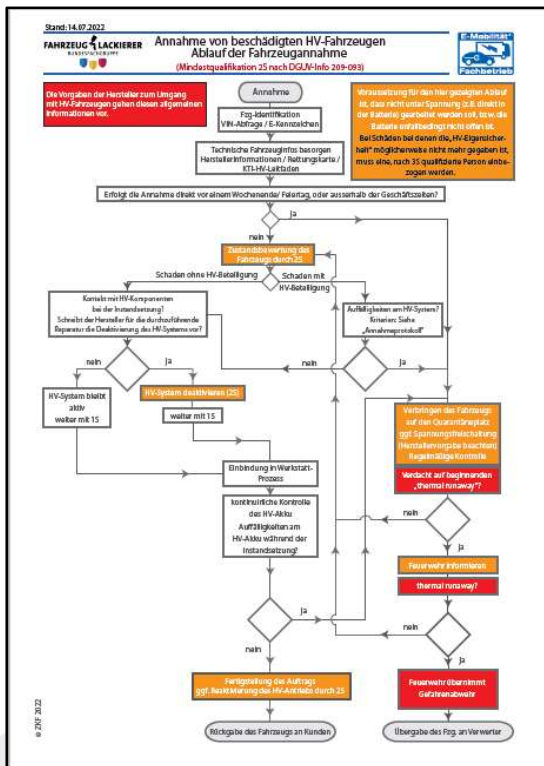 Stand: 14.07.2022
FAHRZEUG LACKIERER
BUNDESFACHGRUPPE
Annahme von beschädigten HV-Fahrzeugen
Ablauf der Fahrzeugannahme
(Mindestqualifikation 2S nach DGUV-Info 209-093)
E-Mobilität
Fachbetrieb
Die Vorgaben der Hersteller zum Umgang
mit HV-Fahrzeugen gehen diesen allgemeinen
Informationen vor.
Annahme
Fzg-Identifikation
VIN-Abfrage / E-Kennzeichen
Technische Fahrzeuginfos besorgen
Herstellerinformationen / Rettungskarte /
KTI-HV-Leitfaden
Voraussetzung für den hier gezeigten Ablauf
ist, dass nicht unter Spannung (z.B. direkt in
der Batterie) gearbeitet werden soll, bzw. die
Batterie unfallbedingt nicht offen ist.
Bei Schäden bei denen die „HV-Eigensicher-
heit“ möglicherweise nicht mehr gegeben ist,
muss eine, nach 3S qualifizierte Person einbe-
zogen werden.
Erfolgt die Annahme direkt vor einem Wochenende/ Feiertag, oder ausserhalb der Geschäftszeiten?
ja
nein
Zustandsbewertung des
Fahrzeugs durch 2S
Schaden ohne HV-Beteiligung
Schaden mit
HV-Beteiligung
Kontakt mit HV-Komponenten
bei der Instandsetzung?
Schreibt der Hersteller für die durchzuführende
Reparatur die Deaktivierung des HV-Systems vor?
Auffälligkeiten am HV-System?
Kriterien: Siehe
„Annahmeprotokoll“
nein
ja
nein
ja
HV-System bleibt
aktiv
weiter mit 1S
HV-System deaktivieren (2S)
weiter mit 1S
Verbringen des Fahrzeugs
auf den Quarantäneplatz
ggf. Spannungsfreischaltung
(Herstellervorgabe beachten)
Regelmäßige Kontrolle
Verdacht auf beginnenden
„thermal runaway“?
Einbindung in Werkstatt-
Prozess
kontinuirliche Kontrolle
des HV-Akku
Auffälligkeiten am
HV-Akku während der
Instandsetzung?
nein
ja
Feuerwehr informieren
thermal runaway?
ja
nein
nein
ja
Fertigstellung des Auftrags
ggf. Reaktivierung des HV-Antriebs durch 2S
Feuerwehr übernimmt
Gefahrenabwehr
Rückgabe des Fahrzeugs an Kunden
Übergabe des Fzg. an Verwerter
© ZKF 2022